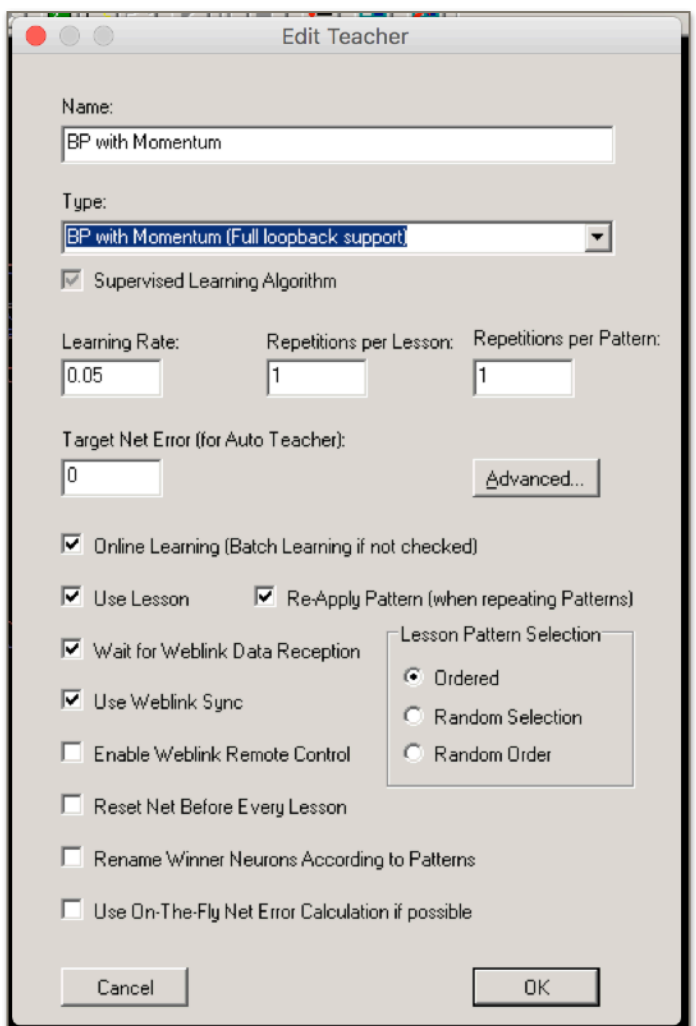 Edit Teacher
Name:
BP with Momentum
Type:
BP with Momentum (Full loopback support)
Supervised Learning Algorithm
Learning Rate: Repetitions per Lesson: Repetitions per Pattern:
0.05 1 1
Target Net Error (for Auto Teacher):
0 Advanced...
Online Learning (Batch Learning if not checked)
Use Lesson Re-Apply Pattern (when repeating Patterns)
Wait for Weblink Data Reception
Use Weblink Sync
Enable Weblink Remote Control
Reset Net Before Every Lesson
Rename Winner Neurons According to Patterns
Use On-The-Fly Net Error Calculation if possible
Lesson Pattern Selection
Ordered
Random Selection
Random Order
Cancel OK